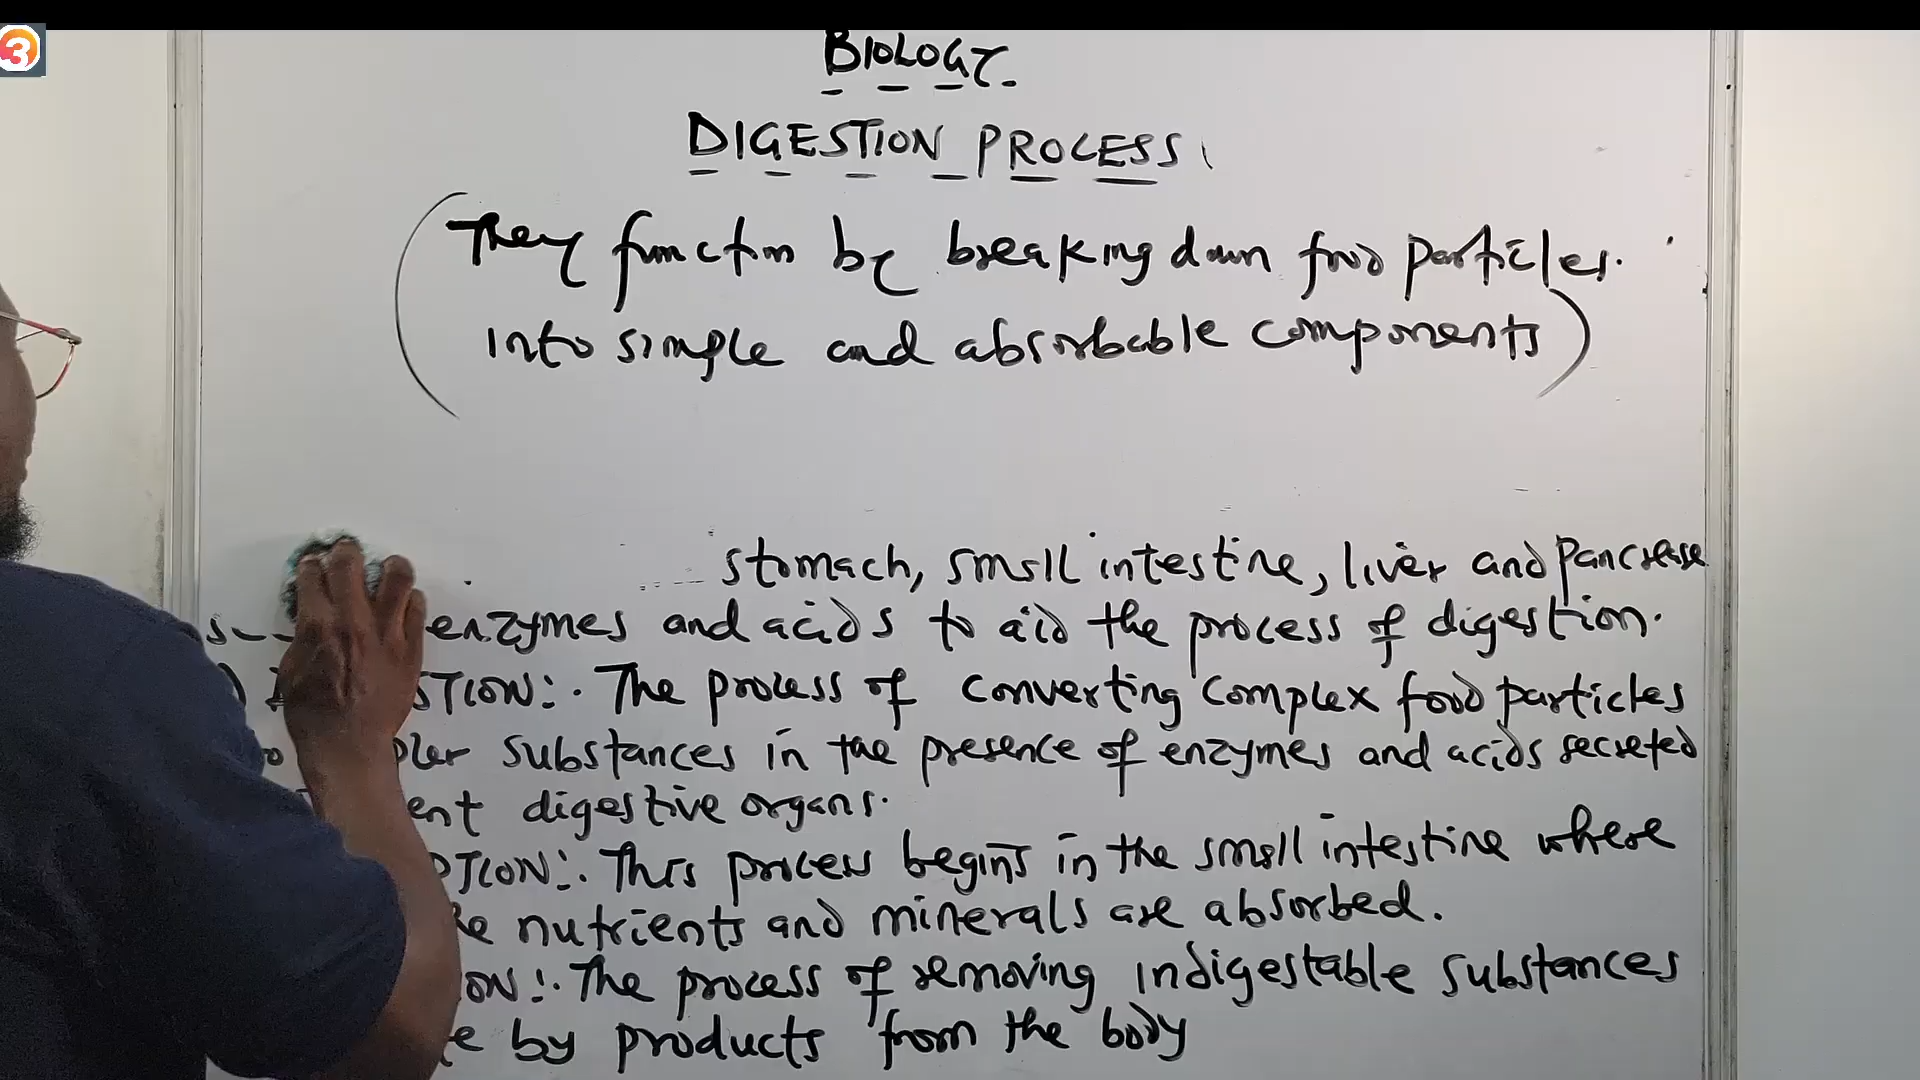 3
BIOLOGY.
DIGESTION PROCESS
(They function by breaking down food particles.
into simple and absorbable components)
stomach, small intestine, liver and pancrease
enzymes and acids to aid the process of digestion.
STION:. The process of converting complex food particles
pler substances in the presence of enzymes and acids secreted
ent digestive organs.
PTION:. This process begins in the small intestine where
ke nutrients and minerals are absorbed.
ION:. The process of removing indigestable substances
e by products from the body